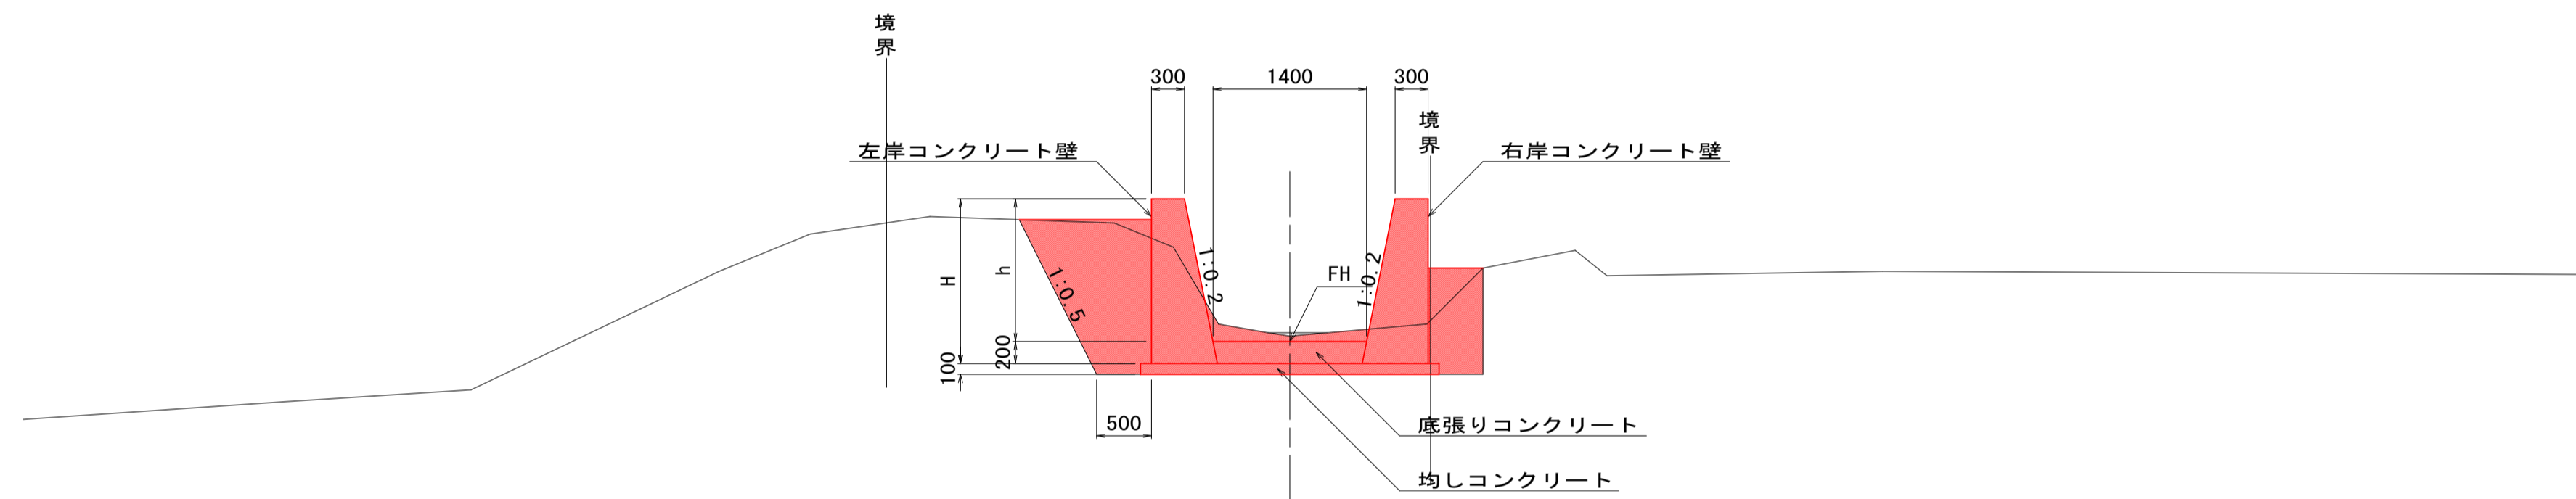 境界
300
1400
300
境界
左岸コンクリート壁
右岸コンクリート壁
H
h
1:0.5
1:0.2
FH
1:0.2
100
200
500
底張りコンクリート
均しコンクリート